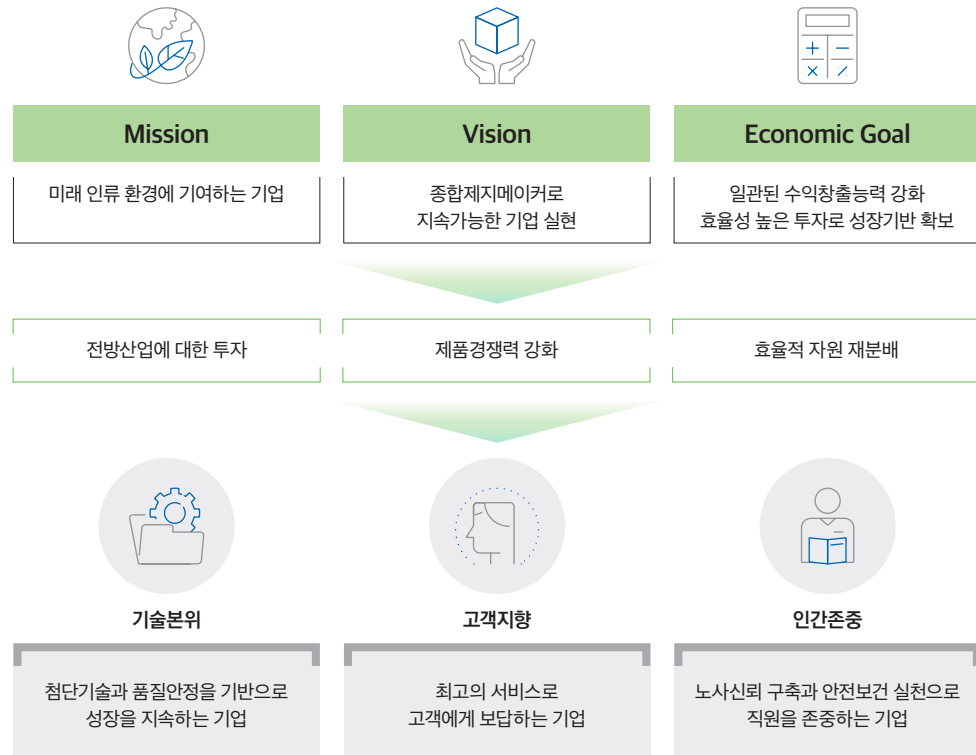 Mission
Vision
Economic Goal
미래 인류 환경에 기여하는 기업
종합제지메이커로
지속가능한 기업 실현
일관된 수익창출능력 강화
효율성 높은 투자로 성장기반 확보
전방산업에 대한 투자
제품경쟁력 강화
효율적 자원 재분배
기술본위
고객지향
인간존중
첨단기술과 품질안정을 기반으로
성장을 지속하는 기업
최고의 서비스로
고객에게 보답하는 기업
노사신뢰 구축과 안전보건 실천으로
직원을 존중하는 기업